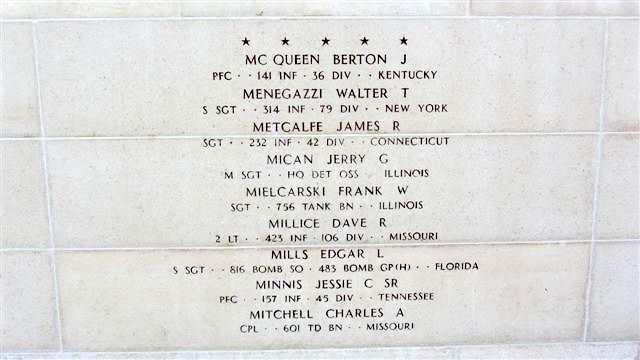 ★ ★ ★ ★ ★
MC QUEEN BERTON J
PFC · · 141 INF · 36 DIV · · KENTUCKY
MENEGAZZI WALTER T
S SGT · · 314 INF · 79 DIV · · NEW YORK
METCALFE JAMES R
SGT · · 232 INF · 42 DIV · · CONNECTICUT
MICAN JERRY G
M SGT · · HQ DET OSS · · ILLINOIS
MIELCARSKI FRANK W
SGT · · 756 TANK BN · · ILLINOIS
MILLICE DAVE R
2 LT · · 423 INF · 106 DIV · · MISSOURI
MILLS EDGAR L
S SGT · · 816 BOMB SQ · 483 BOMB GP(H) · · FLORIDA
MINNIS JESSIE C SR
PFC · · 157 INF · 45 DIV · · TENNESSEE
MITCHELL CHARLES A
CPL · · 601 TD BN · · MISSOURI